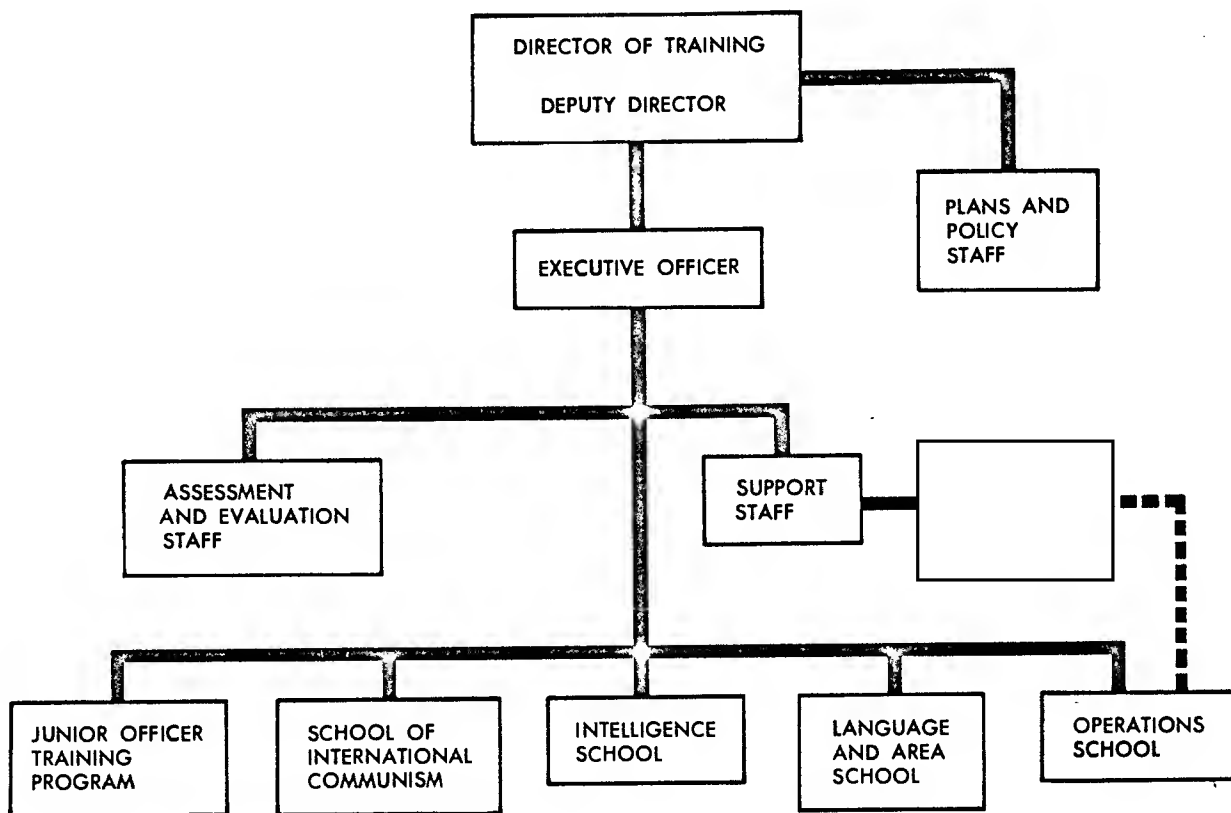 DIRECTOR OF TRAINING
DEPUTY DIRECTOR
PLANS AND
POLICY
STAFF
EXECUTIVE OFFICER
ASSESSMENT
AND EVALUATION
STAFF
SUPPORT
STAFF
JUNIOR OFFICER
TRAINING
PROGRAM
SCHOOL OF
INTERNATIONAL
COMMUNISM
INTELLIGENCE
SCHOOL
LANGUAGE
AND AREA
SCHOOL
OPERATIONS
SCHOOL